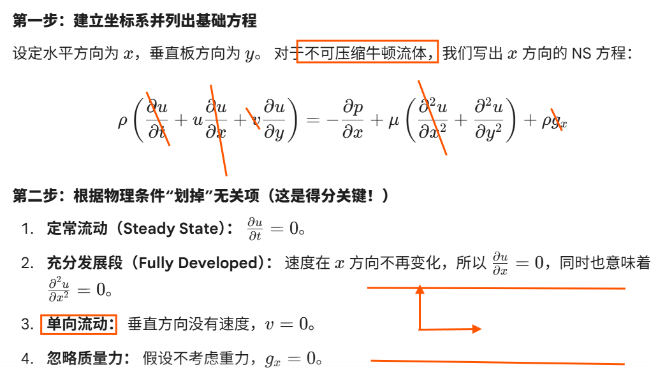 第一步：建立坐标系并列出基础方程
设定水平方向为 x，垂直板方向为 y。 对于不可压缩牛顿流体，我们写出 x 方向的 NS 方程：
ρ(∂u/∂t + u ∂u/∂x + v ∂u/∂y) = −∂p/∂x + μ(∂²u/∂x² + ∂²u/∂y²) + ρgₓ
第二步：根据物理条件“划掉”无关项（这是得分关键！）
1. 定常流动（Steady State）： ∂u/∂t = 0。
2. 充分发展段（Fully Developed）： 速度在 x 方向不再变化，所以 ∂u/∂x = 0，同时也意味着
∂²u/∂x² = 0。
3. 单向流动： 垂直方向没有速度，v = 0。
4. 忽略质量力： 假设不考虑重力，gₓ = 0。